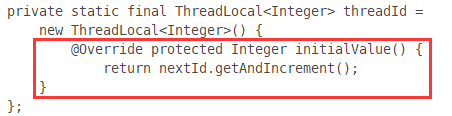 private static final ThreadLocal<Integer> threadId =
    new ThreadLocal<Integer>() {
        @Override protected Integer initialValue() {
            return nextId.getAndIncrement();
    }
};